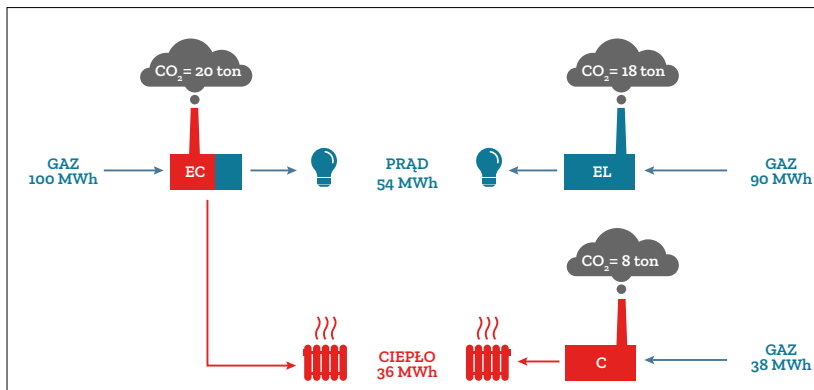 CO₂= 20 ton
CO₂= 18 ton
GAZ
100 MWh
EC
PRĄD
54 MWh
EL
GAZ
90 MWh
CO₂= 8 ton
CIEPŁO
36 MWh
C
GAZ
38 MWh